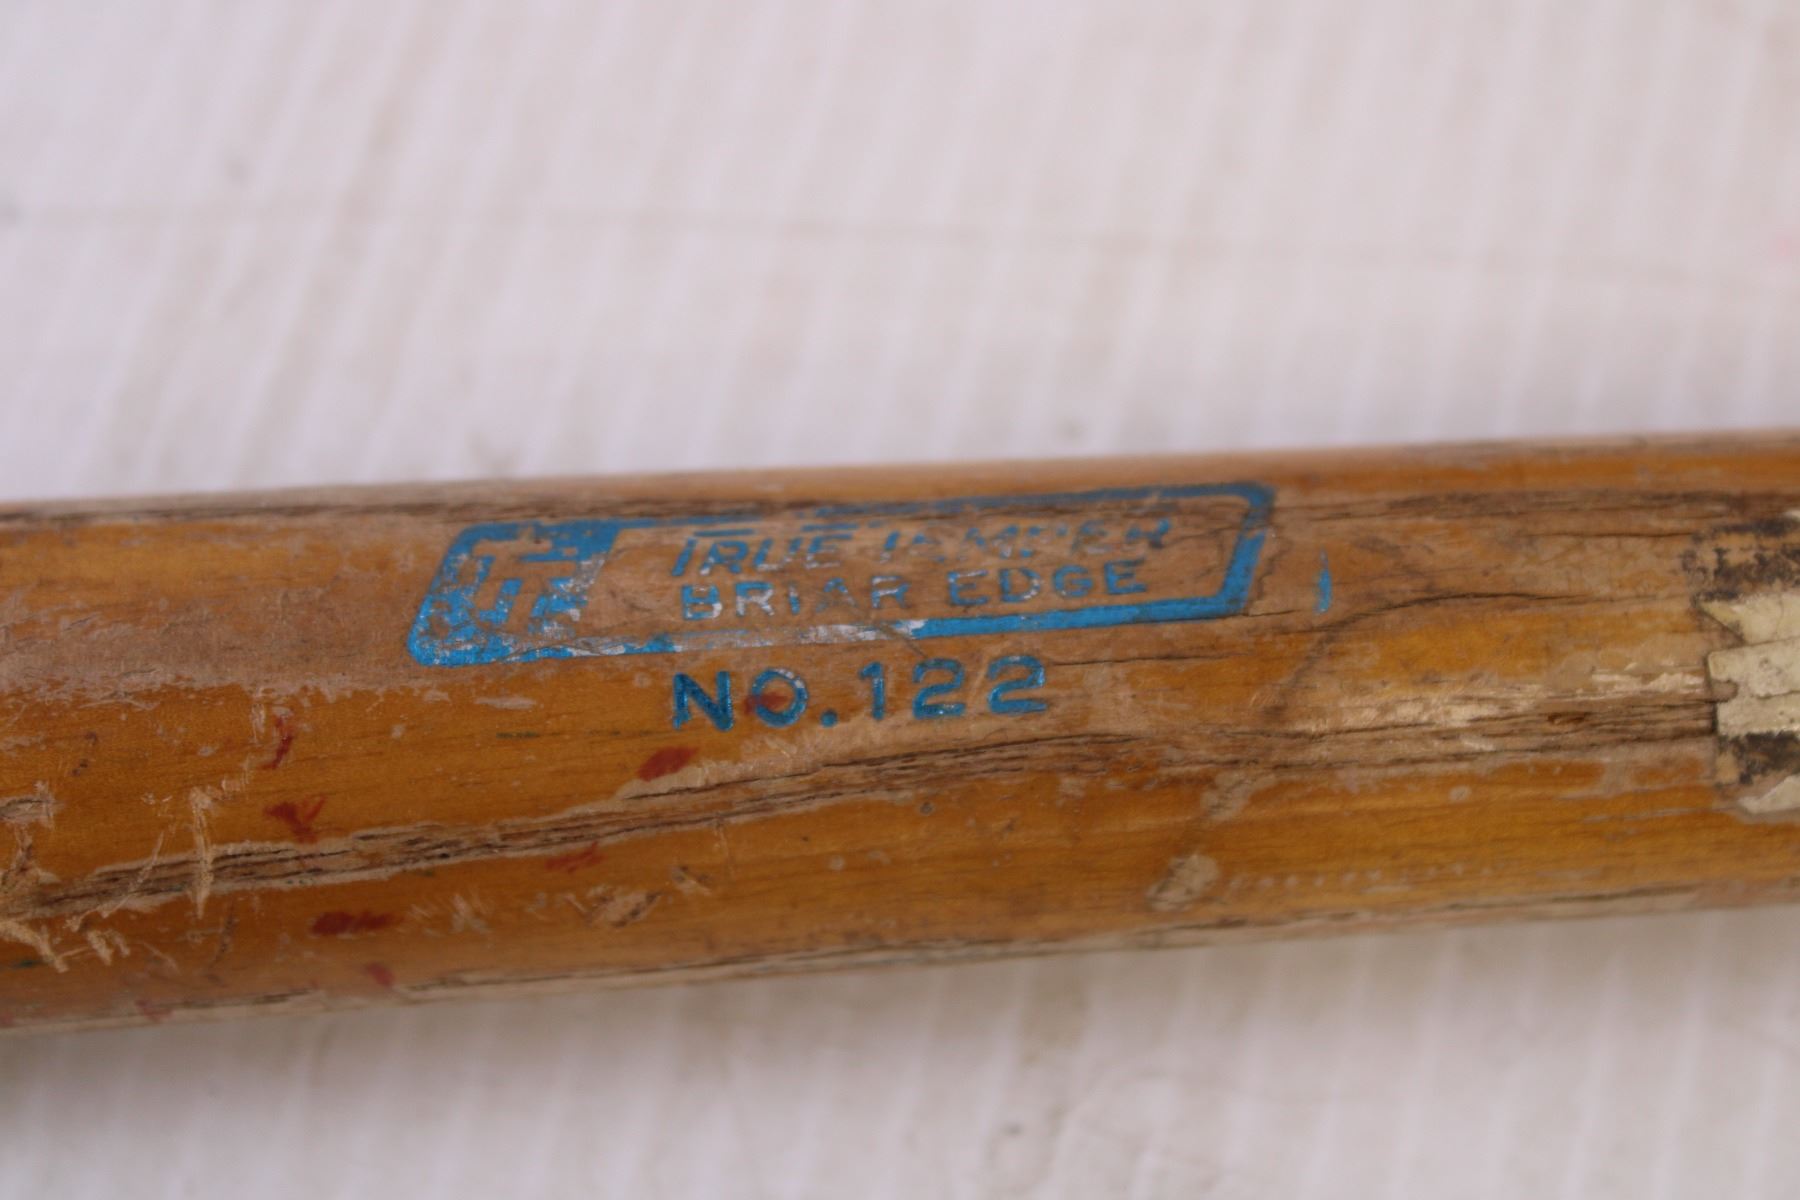 TRUE TEMPER
BRIAR EDGE
NO. 122